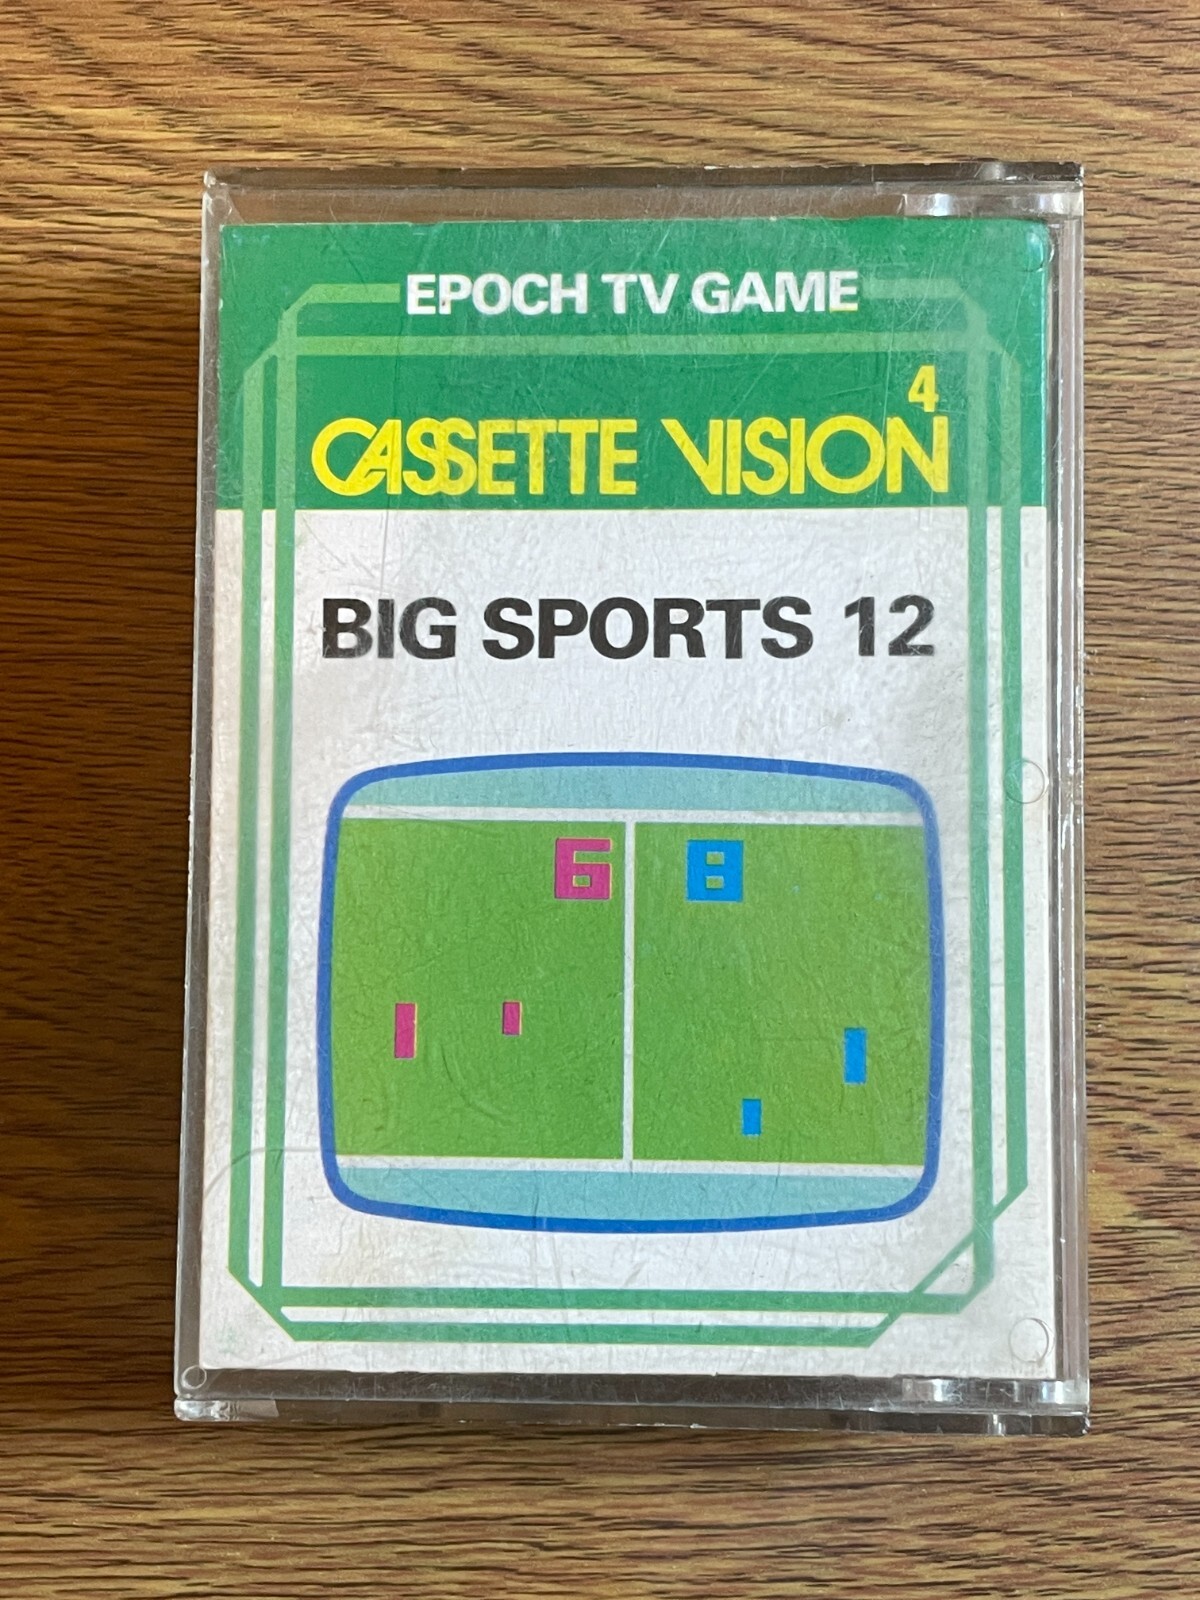 EPOCH TV GAME
4
CASSETTE VISION
BIG SPORTS 12
6 8